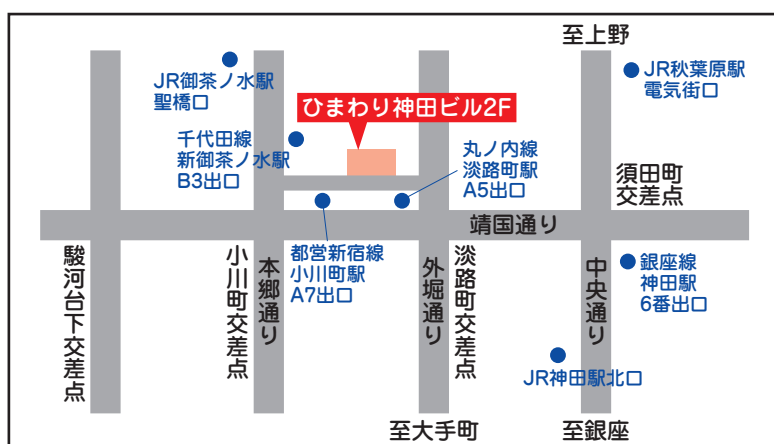 至上野
JR御茶ノ水駅
聖橋口
JR秋葉原駅
電気街口
ひまわり神田ビル2F
千代田線
新御茶ノ水駅
B3出口
丸ノ内線
淡路町駅
A5出口
須田町
交差点
靖国通り
都営新宿線
小川町駅
A7出口
銀座線
神田駅
6番出口
駿河台下交差点
小川町交差点
本郷通り
外堀通り
淡路町交差点
中央通り
JR神田駅北口
至大手町
至銀座